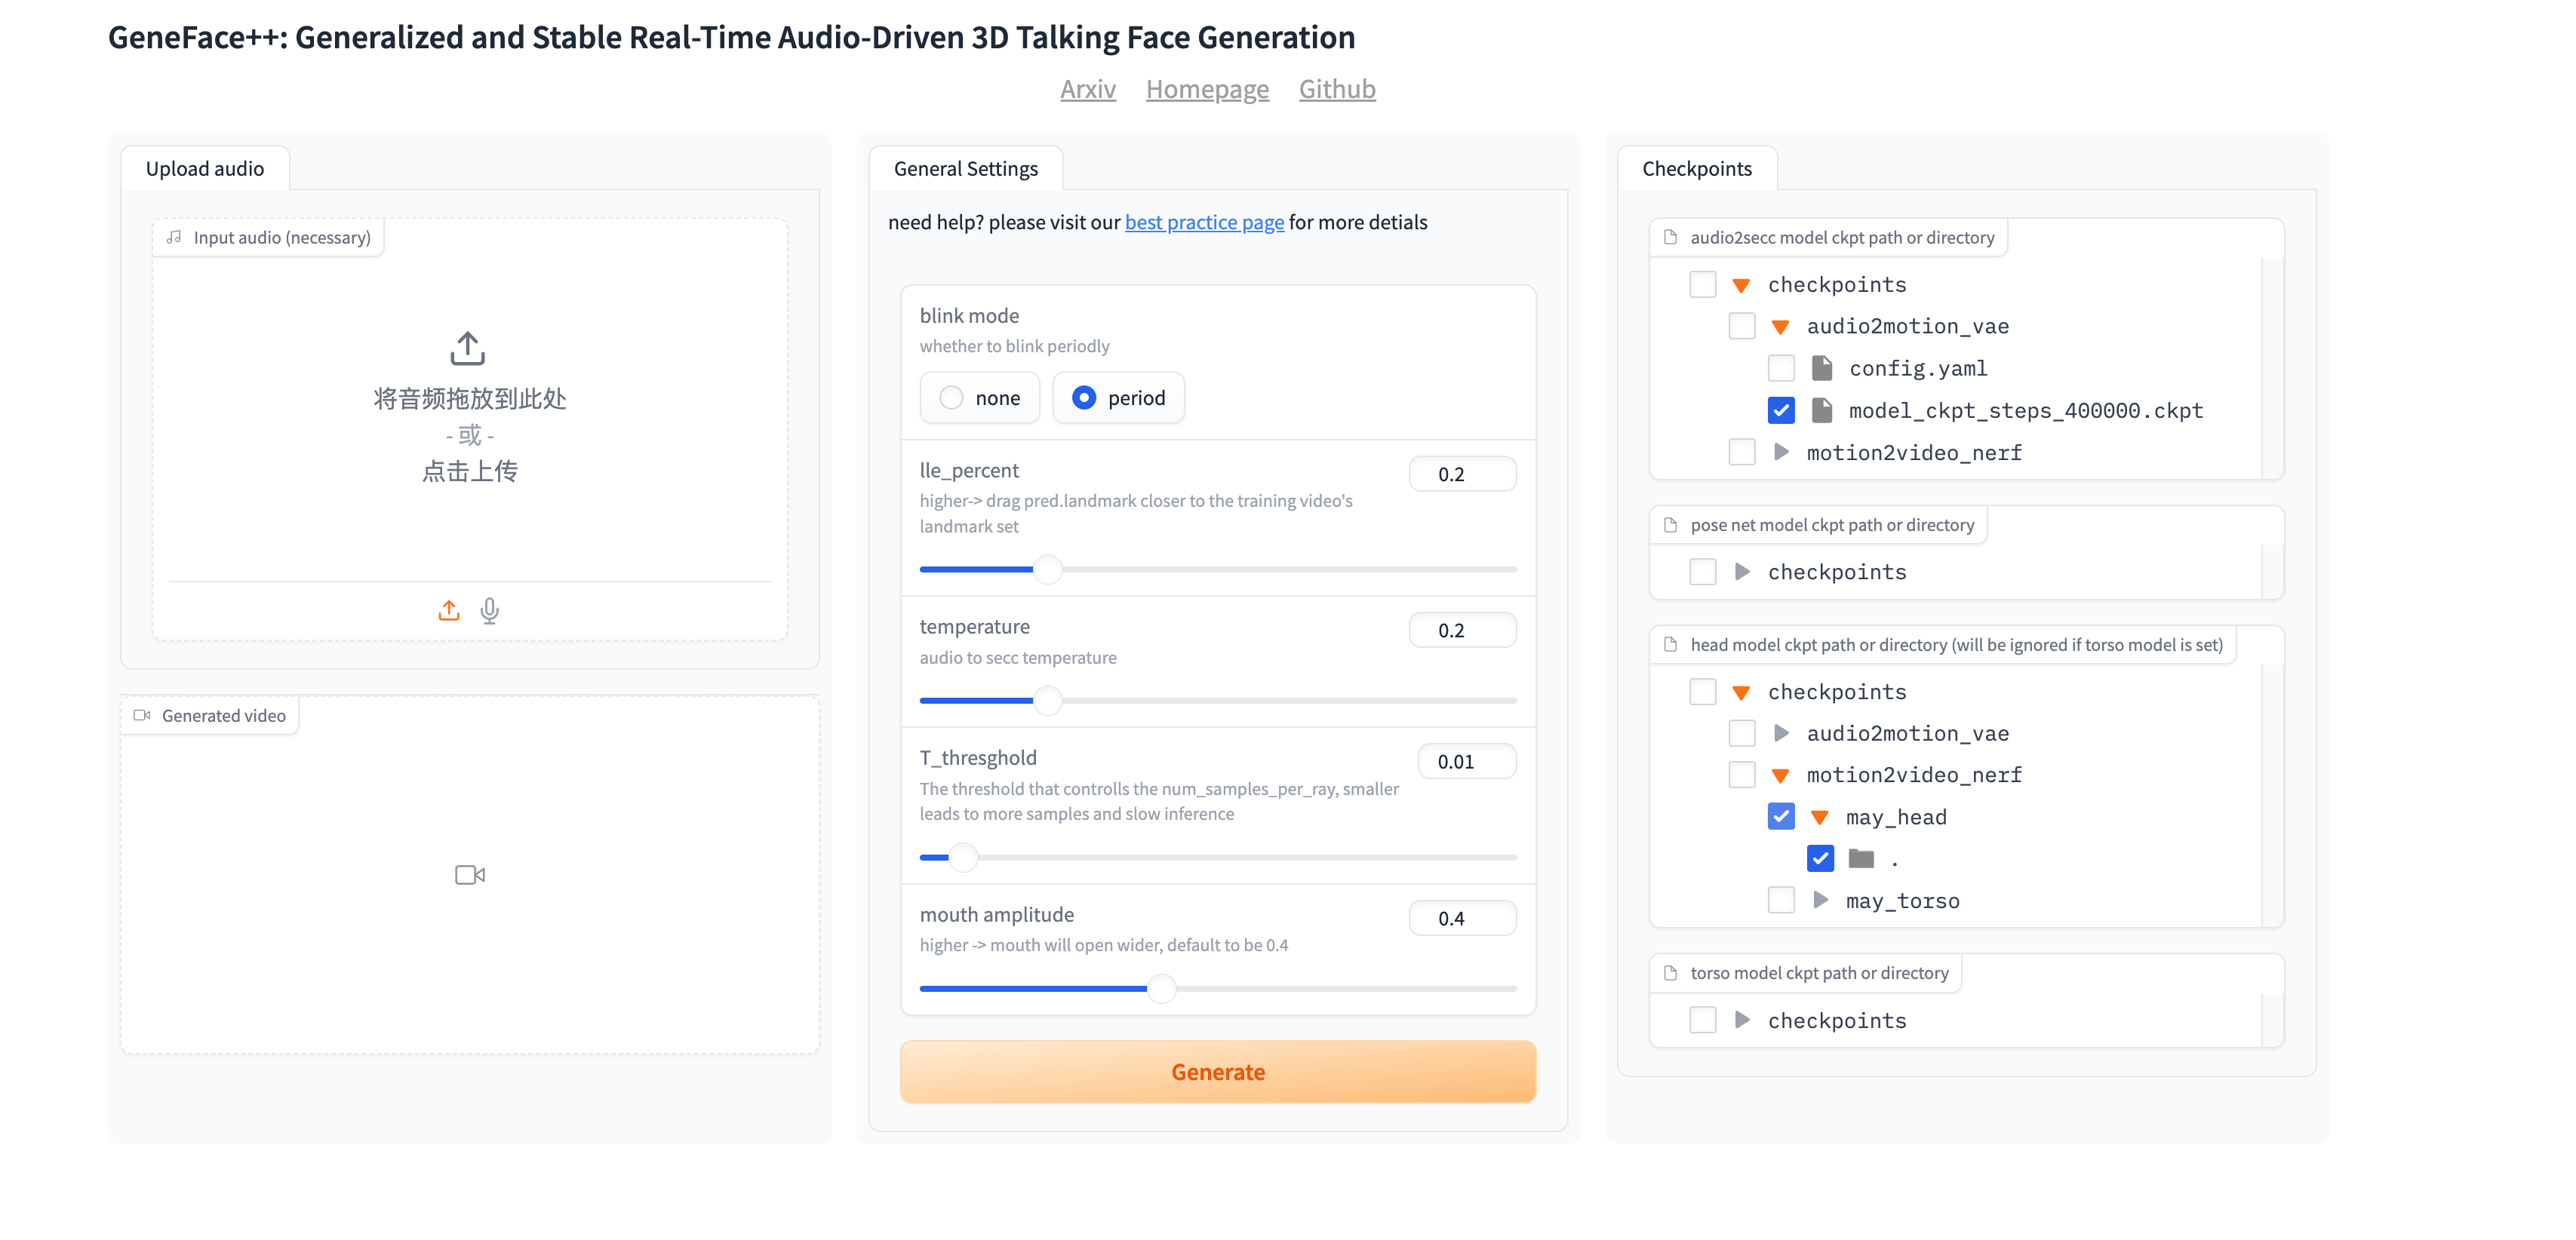 GeneFace++: Generalized and Stable Real-Time Audio-Driven 3D Talking Face Generation
Arxiv Homepage Github
Upload audio
Input audio (necessary)
将音频拖放到此处
- 或 -
点击上传
Generated video
General Settings
need help? please visit our best practice page for more detials
blink mode
whether to blink periodly
none period
lle_percent
0.2
higher-> drag pred.landmark closer to the training video's
landmark set
temperature
0.2
audio to secc temperature
T_thresghold
0.01
The threshold that controlls the num_samples_per_ray, smaller
leads to more samples and slow inference
mouth amplitude
0.4
higher -> mouth will open wider, default to be 0.4
Generate
Checkpoints
audio2secc model ckpt path or directory
checkpoints
audio2motion_vae
config.yaml
model_ckpt_steps_400000.ckpt
motion2video_nerf
pose net model ckpt path or directory
checkpoints
head model ckpt path or directory (will be ignored if torso model is set)
checkpoints
audio2motion_vae
motion2video_nerf
may_head
.
may_torso
torso model ckpt path or directory
checkpoints